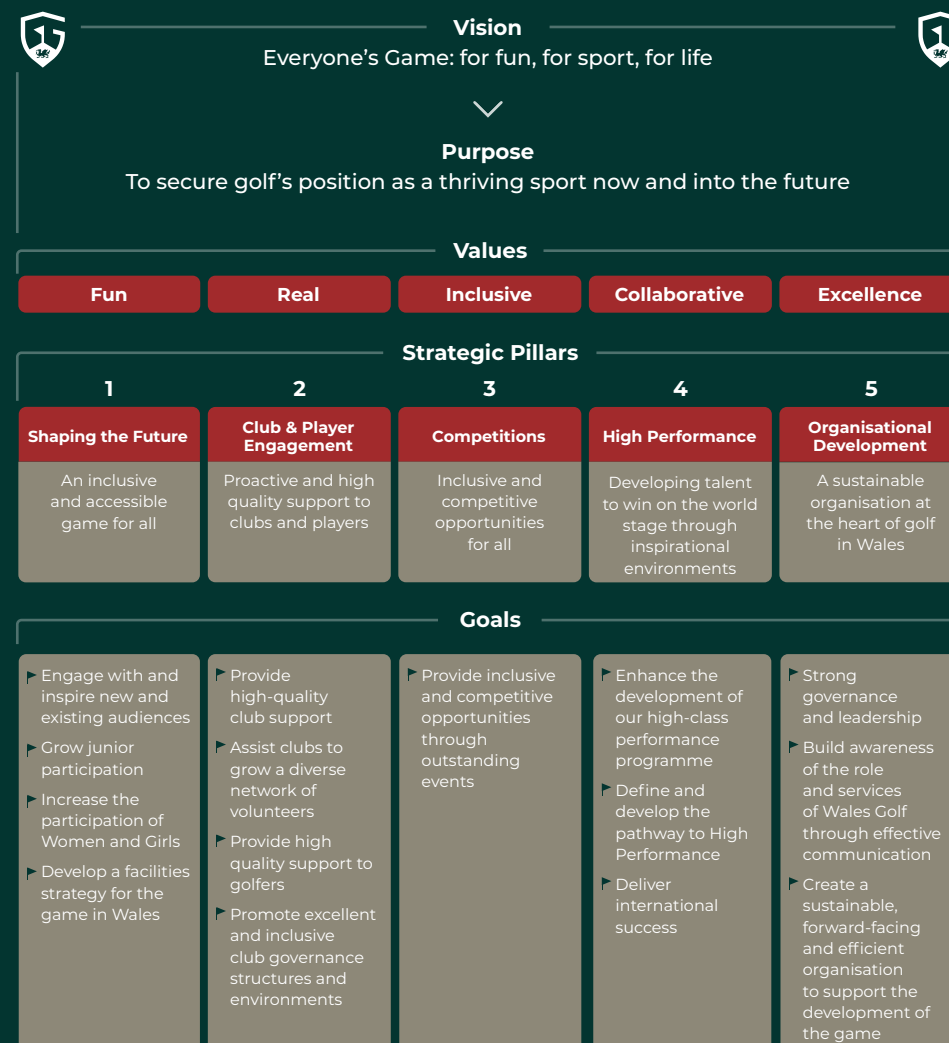 Vision
Everyone's Game: for fun, for sport, for life
Purpose
To secure golf's position as a thriving sport now and into the future
Values
Fun
Real
Inclusive
Collaborative
Excellence
Strategic Pillars
1
2
3
4
5
Shaping the Future
An inclusive
and accessible
game for all
Club & Player
Engagement
Proactive and high
quality support to
clubs and players
Competitions
Inclusive and
competitive
opportunities
for all
High Performance
Developing talent
to win on the world
stage through
inspirational
environments
Organisational
Development
A sustainable
organisation at
the heart of golf
in Wales
Goals
Engage with and
inspire new and
existing audiences
Grow junior
participation
Increase the
participation of
Women and Girls
Develop a facilities
strategy for the
game in Wales
Provide
high-quality
club support
Assist clubs to
grow a diverse
network of
volunteers
Provide high
quality support to
golfers
Promote excellent
and inclusive
club governance
structures and
environments
Provide inclusive
and competitive
opportunities
through
outstanding
events
Enhance the
development of
our high-class
performance
programme
Define and
develop the
pathway to High
Performance
Deliver
international
success
Strong
governance
and leadership
Build awareness
of the role
and services
of Wales Golf
through effective
communication
Create a
sustainable,
forward-facing
and efficient
organisation
to support the
development of
the game